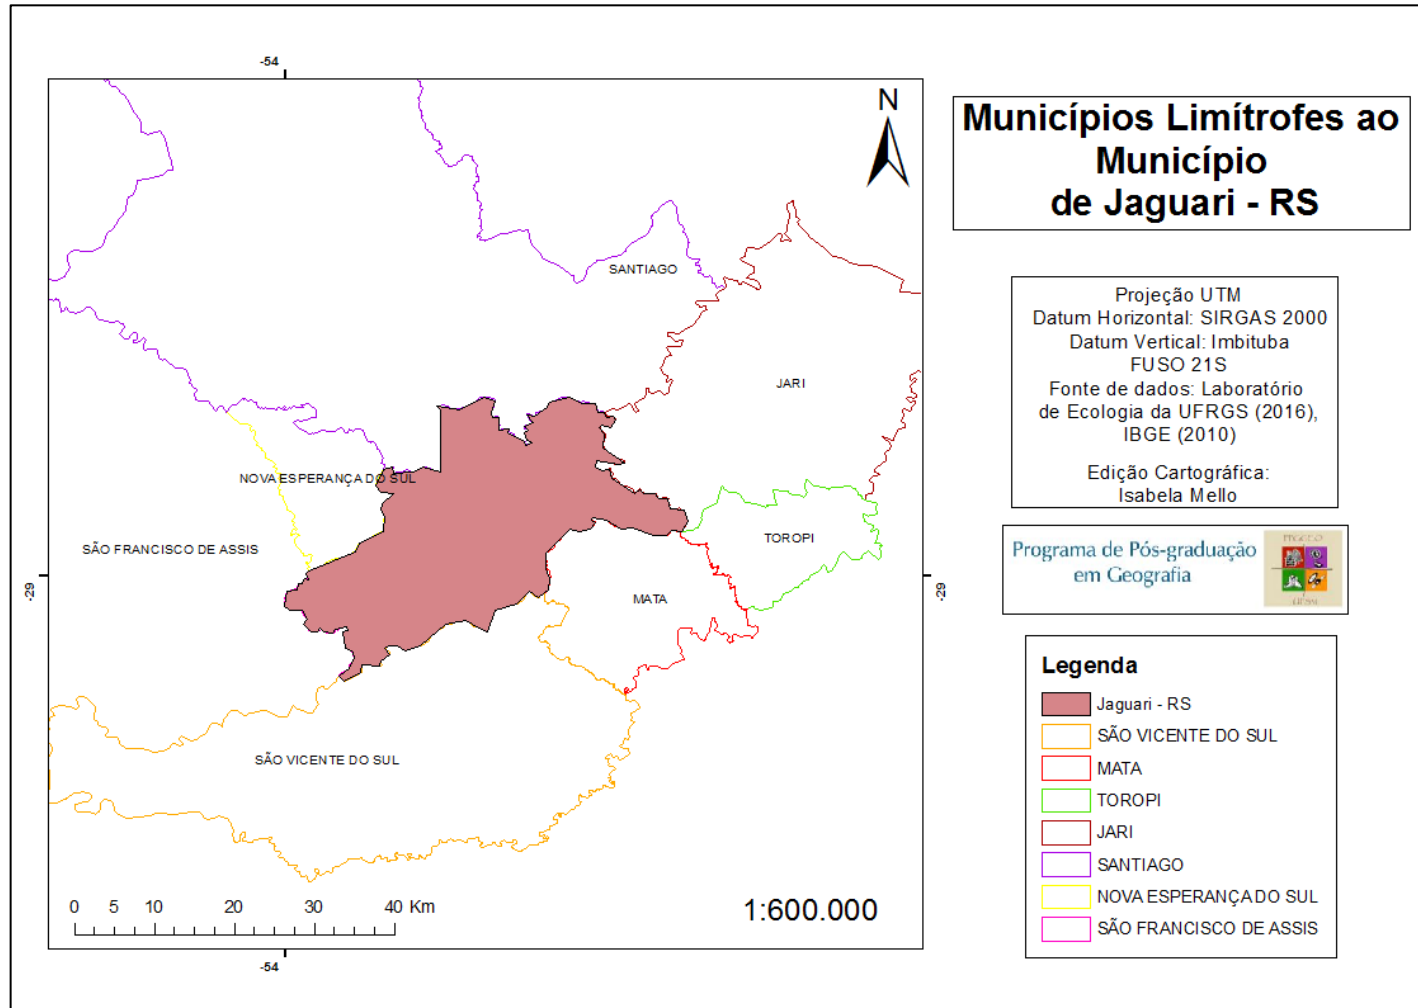 -54
N
SANTIAGO
JARI
NOVA ESPERANÇA DO SUL
TOROPI
SÃO FRANCISCO DE ASSIS
-29
-29
MATA
SÃO VICENTE DO SUL
0 5 10 20 30 40 Km
1:600.000
-54
Municípios Limítrofes ao
Município
de Jaguari - RS
Projeção UTM
Datum Horizontal: SIRGAS 2000
Datum Vertical: Imbituba
FUSO 21S
Fonte de dados: Laboratório
de Ecologia da UFRGS (2016),
IBGE (2010)
Edição Cartográfica:
Isabela Mello
Programa de Pós-graduação
em Geografia
Legenda
Jaguari - RS
SÃO VICENTE DO SUL
MATA
TOROPI
JARI
SANTIAGO
NOVA ESPERANÇA DO SUL
SÃO FRANCISCO DE ASSIS